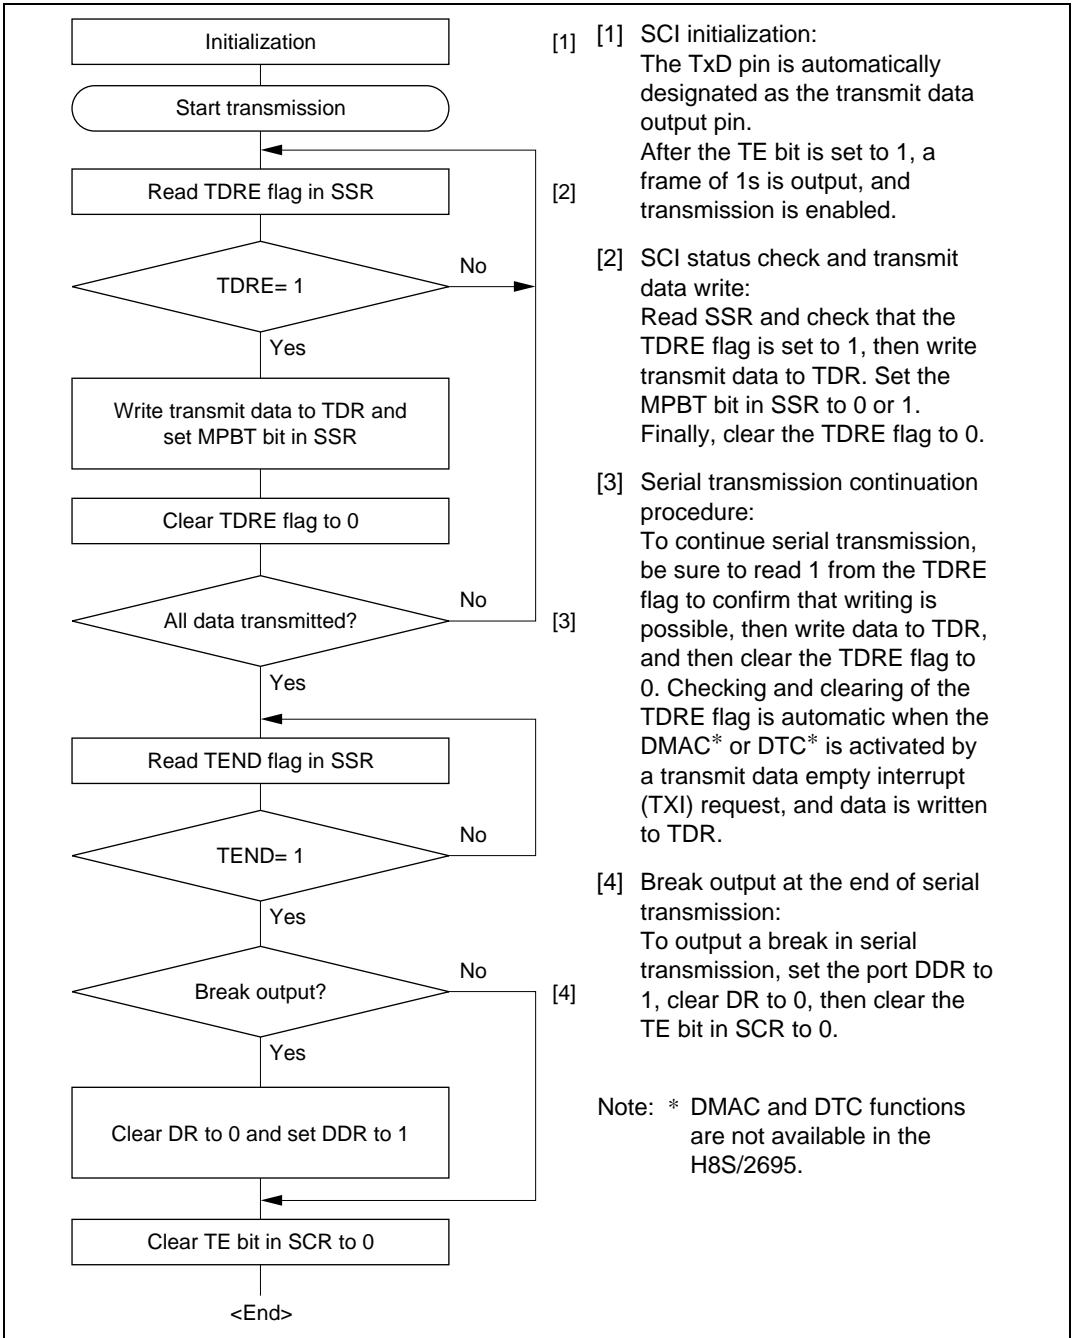 Initialization
[1]
Start transmission
Read TDRE flag in SSR
[2]
TDRE= 1
No
Yes
Write transmit data to TDR and
set MPBT bit in SSR
Clear TDRE flag to 0
All data transmitted?
No
[3]
Yes
Read TEND flag in SSR
TEND= 1
No
Yes
Break output?
No
[4]
Yes
Clear DR to 0 and set DDR to 1
Clear TE bit in SCR to 0
<End>
[1] SCI initialization:
The TxD pin is automatically
designated as the transmit data
output pin.
After the TE bit is set to 1, a
frame of 1s is output, and
transmission is enabled.
[2] SCI status check and transmit
data write:
Read SSR and check that the
TDRE flag is set to 1, then write
transmit data to TDR. Set the
MPBT bit in SSR to 0 or 1.
Finally, clear the TDRE flag to 0.
[3] Serial transmission continuation
procedure:
To continue serial transmission,
be sure to read 1 from the TDRE
flag to confirm that writing is
possible, then write data to TDR,
and then clear the TDRE flag to
0. Checking and clearing of the
TDRE flag is automatic when the
DMAC* or DTC* is activated by
a transmit data empty interrupt
(TXI) request, and data is written
to TDR.
[4] Break output at the end of serial
transmission:
To output a break in serial
transmission, set the port DDR to
1, clear DR to 0, then clear the
TE bit in SCR to 0.
Note: * DMAC and DTC functions
are not available in the
H8S/2695.